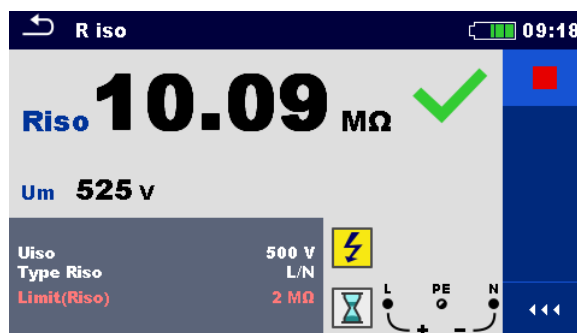 R iso 09:18
Riso 10.09 MΩ
Um 525 V
Uiso 500 V
Type Riso L/N
Limit(Riso) 2 MΩ
L PE N
+ -